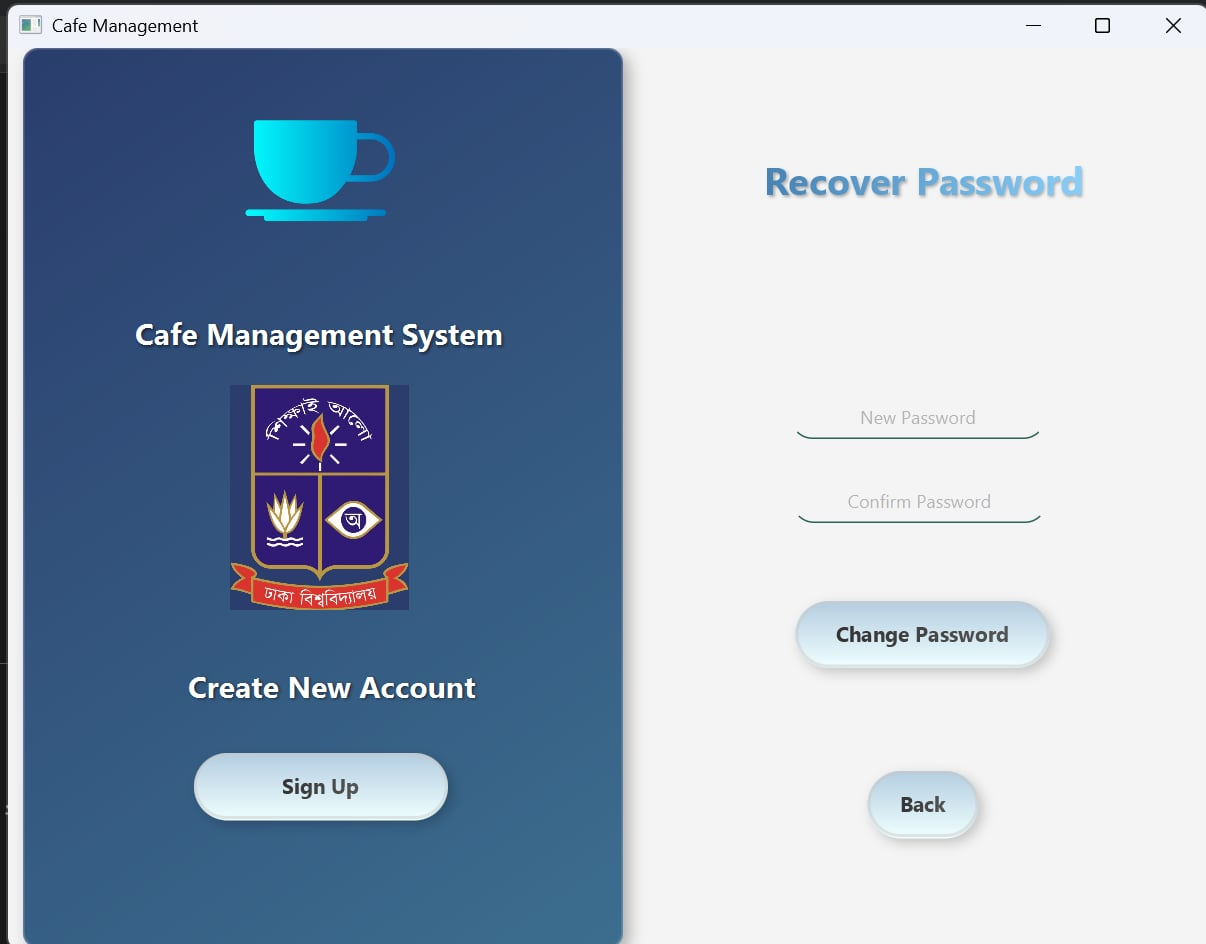 Cafe Management
Cafe Management System
শিক্ষাই আলো
অ
ঢাকা বিশ্ববিদ্যালয়
Create New Account
Sign Up
Recover Password
New Password
Confirm Password
Change Password
Back